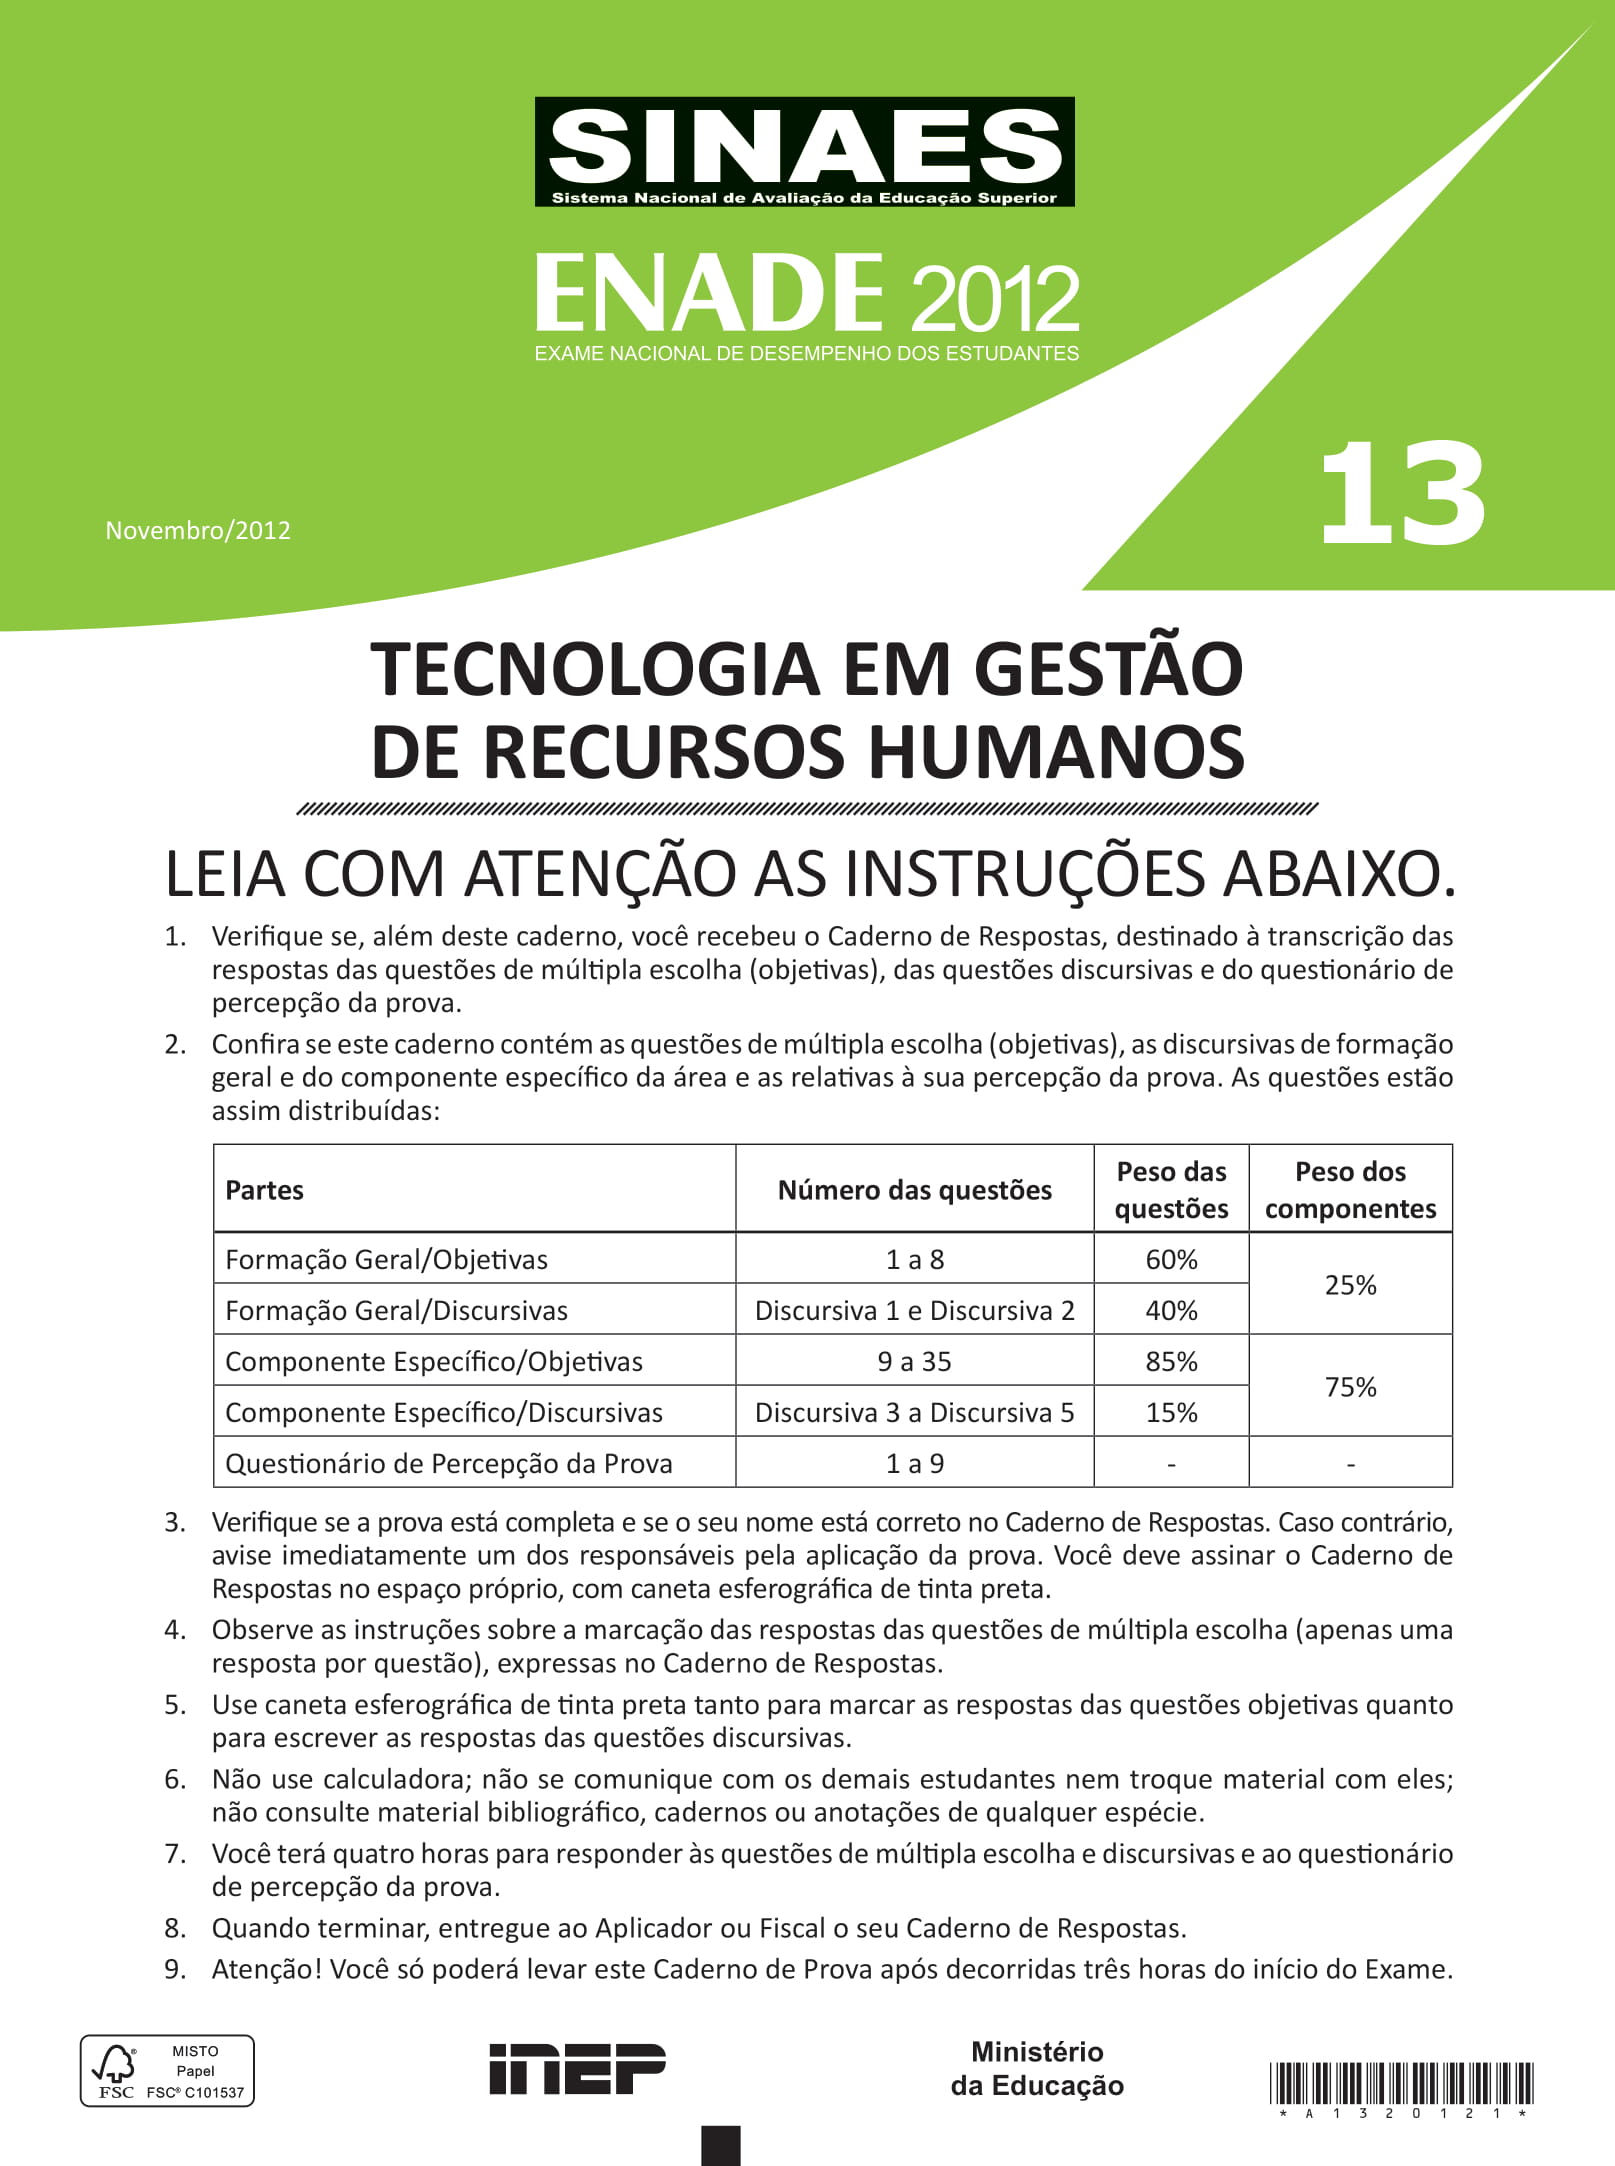 SINAES
Sistema Nacional de Avaliação da Educação Superior
ENADE 2012
EXAME NACIONAL DE DESEMPENHO DOS ESTUDANTES
Novembro/2012
13
TECNOLOGIA EM GESTÃO
DE RECURSOS HUMANOS
LEIA COM ATENÇÃO AS INSTRUÇÕES ABAIXO.
1. Verifique se, além deste caderno, você recebeu o Caderno de Respostas, destinado à transcrição das
respostas das questões de múltipla escolha (objetivas), das questões discursivas e do questionário de
percepção da prova.
2. Confira se este caderno contém as questões de múltipla escolha (objetivas), as discursivas de formação
geral e do componente específico da área e as relativas à sua percepção da prova. As questões estão
assim distribuídas:
Partes Número das questões Peso das questões Peso dos componentes
Formação Geral/Objetivas 1 a 8 60% 25%
Formação Geral/Discursivas Discursiva 1 e Discursiva 2 40%
Componente Específico/Objetivas 9 a 35 85% 75%
Componente Específico/Discursivas Discursiva 3 a Discursiva 5 15%
Questionário de Percepção da Prova 1 a 9 - -
3. Verifique se a prova está completa e se o seu nome está correto no Caderno de Respostas. Caso contrário,
avise imediatamente um dos responsáveis pela aplicação da prova. Você deve assinar o Caderno de
Respostas no espaço próprio, com caneta esferográfica de tinta preta.
4. Observe as instruções sobre a marcação das respostas das questões de múltipla escolha (apenas uma
resposta por questão), expressas no Caderno de Respostas.
5. Use caneta esferográfica de tinta preta tanto para marcar as respostas das questões objetivas quanto
para escrever as respostas das questões discursivas.
6. Não use calculadora; não se comunique com os demais estudantes nem troque material com eles;
não consulte material bibliográfico, cadernos ou anotações de qualquer espécie.
7. Você terá quatro horas para responder às questões de múltipla escolha e discursivas e ao questionário
de percepção da prova.
8. Quando terminar, entregue ao Aplicador ou Fiscal o seu Caderno de Respostas.
9. Atenção! Você só poderá levar este Caderno de Prova após decorridas três horas do início do Exame.
MISTO
Papel
FSC FSC® C101537
INEP
Ministério
da Educação
* A 1 3 2 0 1 2 1 *